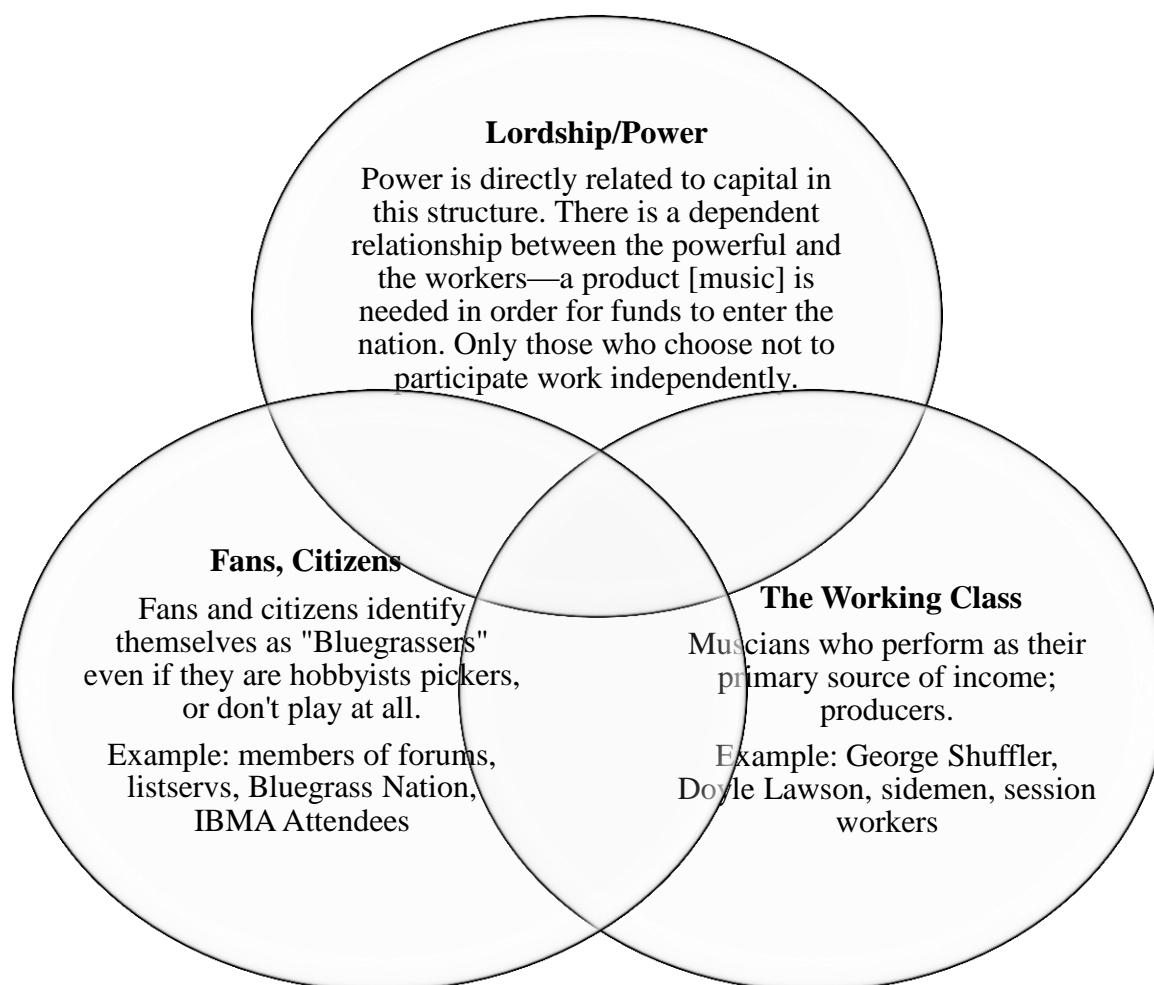 Lordship/Power
Power is directly related to capital in
this structure. There is a dependent
relationship between the powerful and
the workers—a product [music] is
needed in order for funds to enter the
nation. Only those who choose not to
participate work independently.
Fans, Citizens
Fans and citizens identify
themselves as "Bluegrassers"
even if they are hobbyists pickers,
or don't play at all.
Example: members of forums,
listservs, Bluegrass Nation,
IBMA Attendees
The Working Class
Muscians who perform as their
primary source of income;
producers.
Example: George Shuffler,
Doyle Lawson, sidemen, session
workers